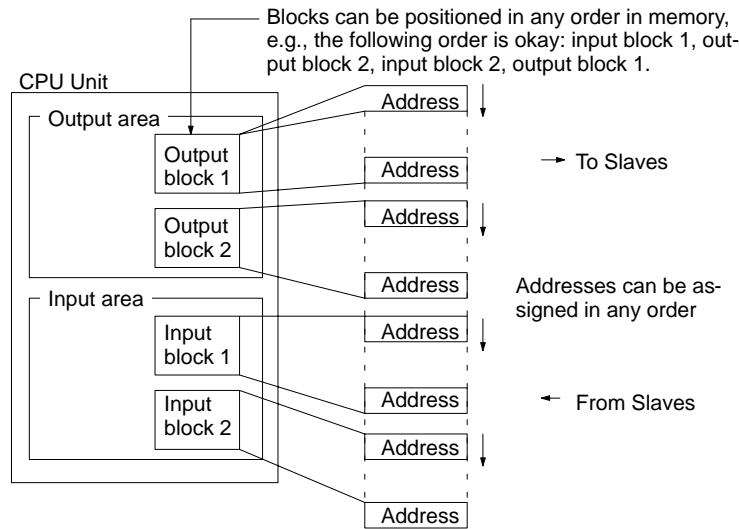 Blocks can be positioned in any order in memory,
e.g., the following order is okay: input block 1, out-
put block 2, input block 2, output block 1.
CPU Unit
Output area
Output
block 1
Output
block 2
Input area
Input
block 1
Input
block 2
Address
Address
Address
Address
Address
Address
Address
Address
To Slaves
Addresses can be as-
signed in any order
From Slaves